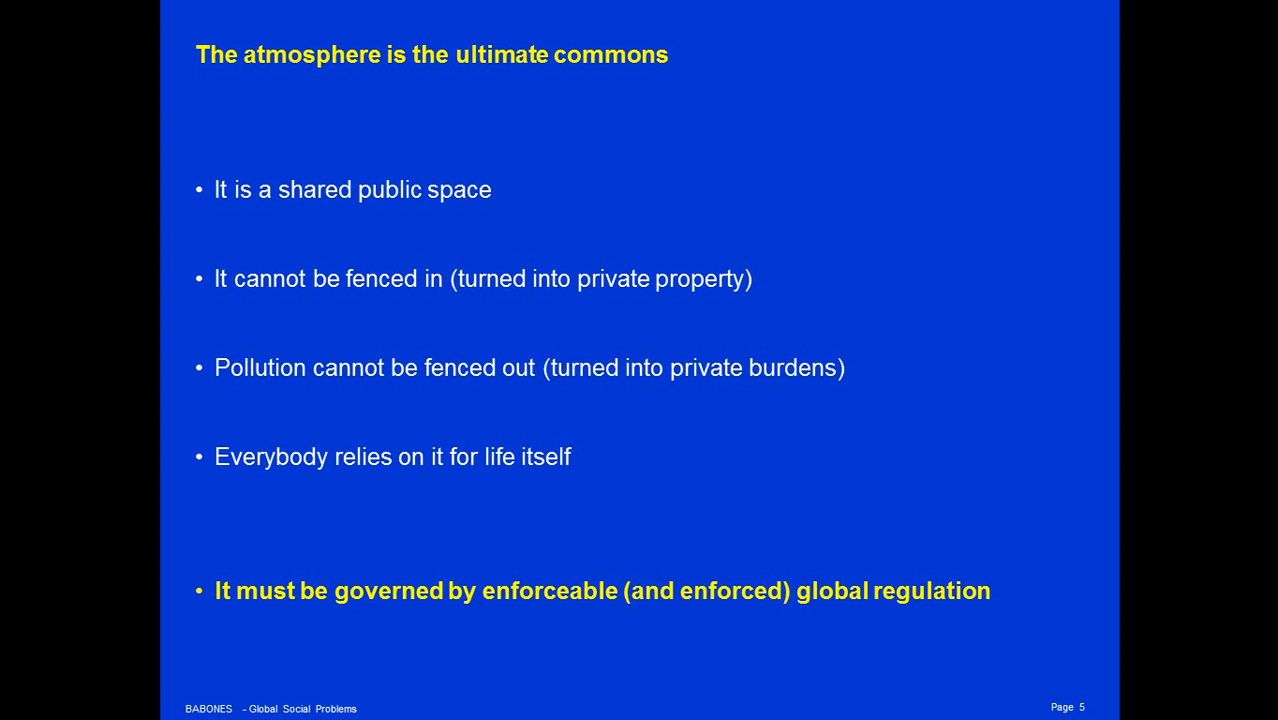 The atmosphere is the ultimate commons
• It is a shared public space
• It cannot be fenced in (turned into private property)
• Pollution cannot be fenced out (turned into private burdens)
• Everybody relies on it for life itself
• It must be governed by enforceable (and enforced) global regulation
BABONES - Global Social Problems
Page 5